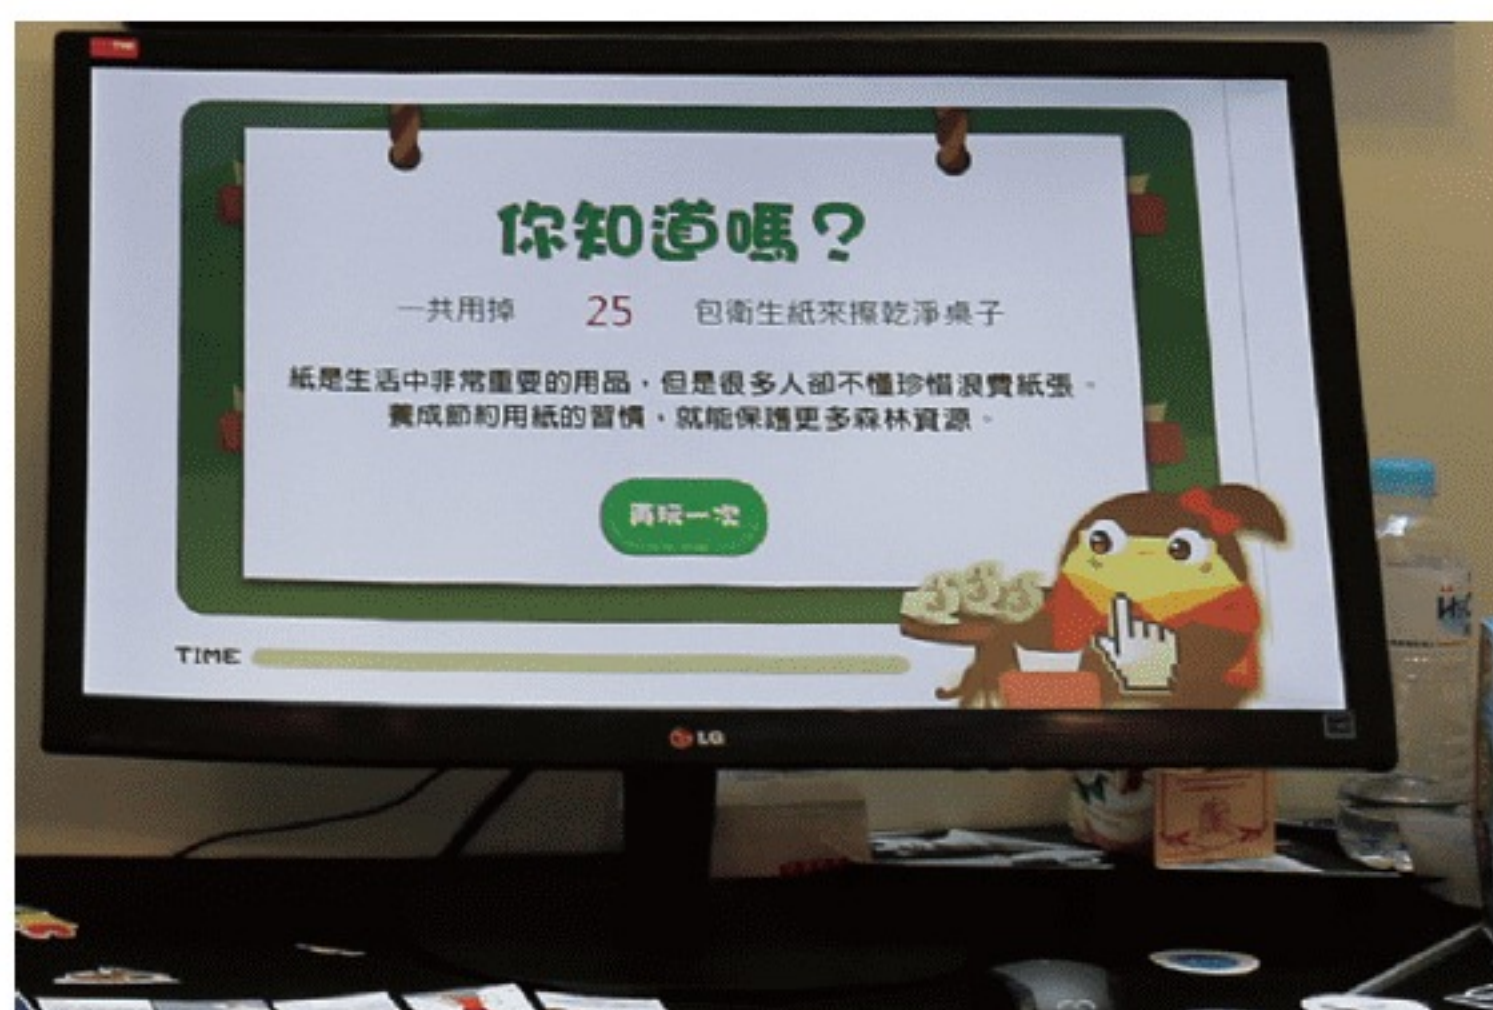 你知道嗎？
一共用掉 25 包衛生紙來擦乾淨桌子
紙是生活中非常重要的用品，但是很多人卻不懂珍惜浪費紙張。
養成節約用紙的習慣，就能保護更多森林資源。
再玩一次
TIME
LG